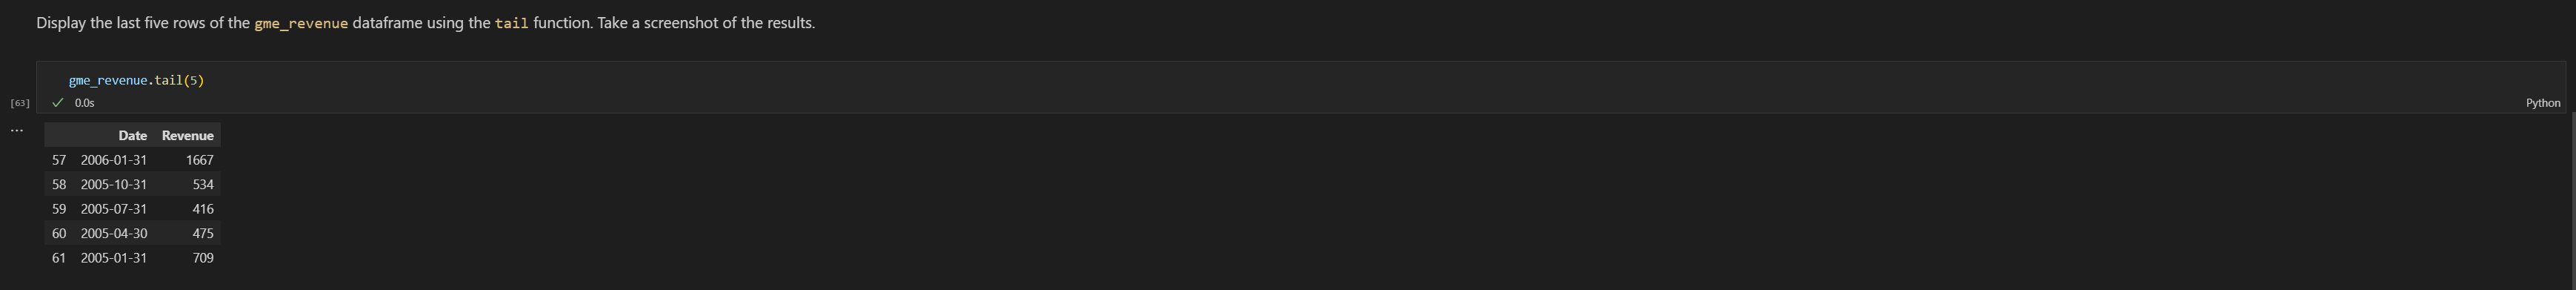 Display the last five rows of the gme_revenue dataframe using the tail function. Take a screenshot of the results.
gme_revenue.tail(5)
[63] ✓ 0.0s Python
...
Date Revenue
57 2006-01-31 1667
58 2005-10-31 534
59 2005-07-31 416
60 2005-04-30 475
61 2005-01-31 709